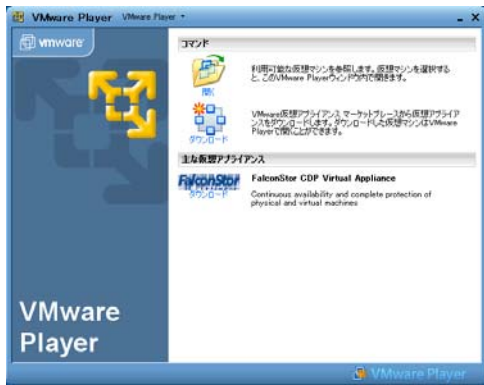 VMware Player VMware Player
vmware
コマンド
利用可能な仮想マシンを参照します。仮想マシンを選択する
と、このVMware Playerウィンドウ内で開きます。
開く
VMware仮想アプライアンス マーケットプレースから仮想アプライア
ンスをダウンロードします。ダウンロードした仮想マシンはVMware
Playerで開くことができます。
ダウンロード
主な仮想アプライアンス
FalconStor
FalconStor CDP Virtual Appliance
ダウンロード
Continuous availability and complete protection of
physical and virtual machines
VMware
Player
VMware Player